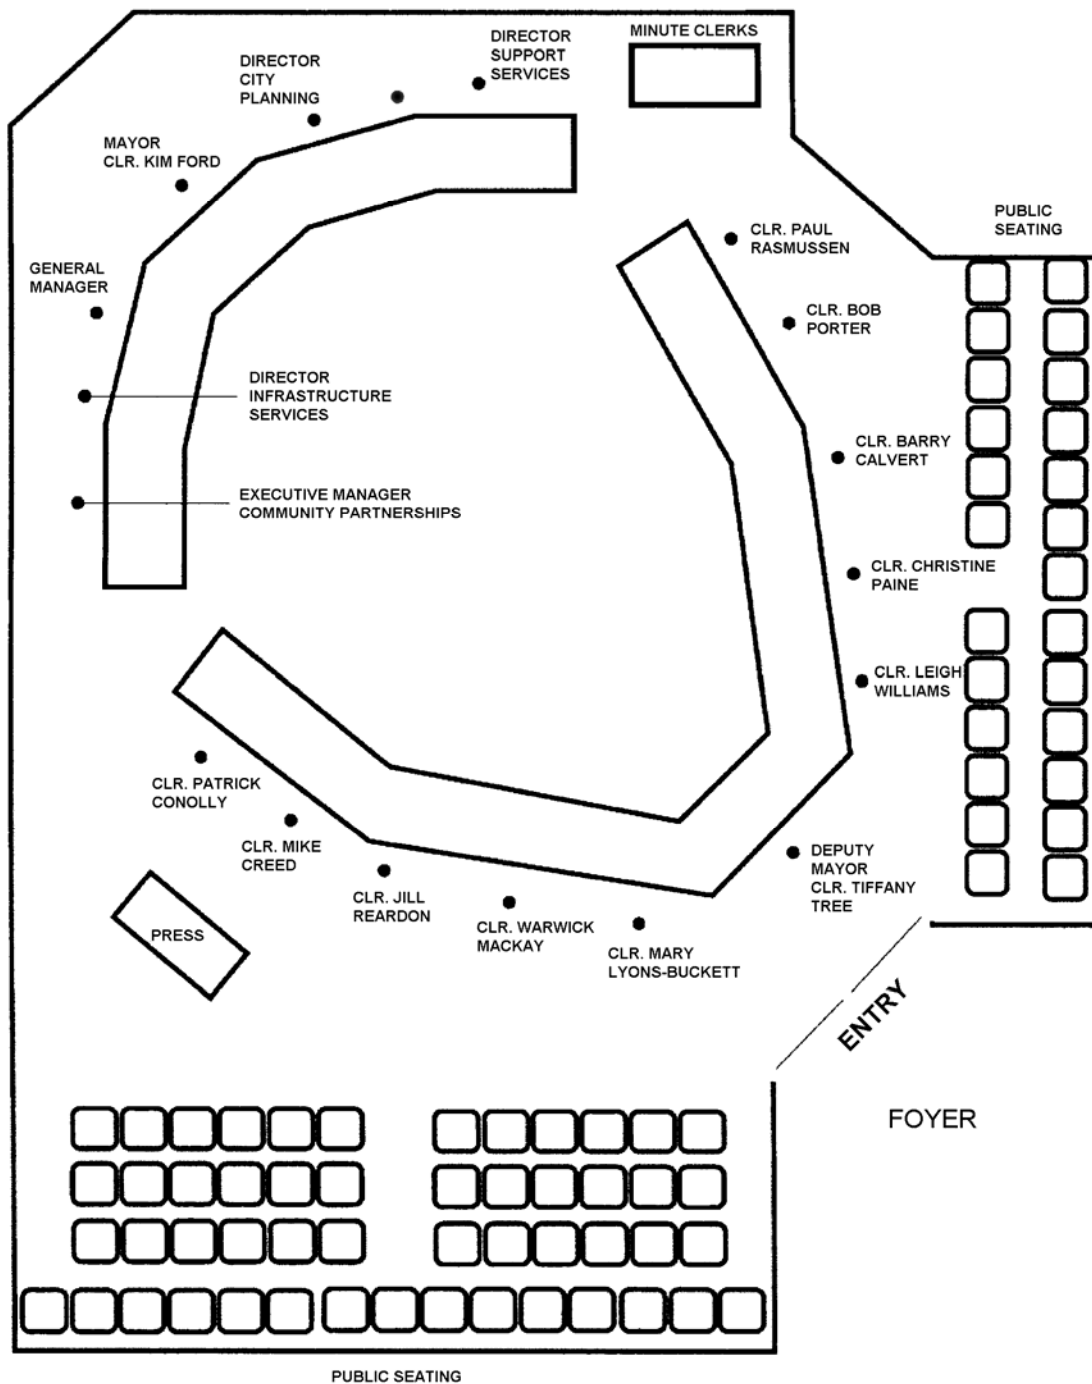 MINUTE CLERKS
DIRECTOR
SUPPORT
SERVICES
DIRECTOR
CITY
PLANNING
MAYOR
CLR. KIM FORD
GENERAL
MANAGER
DIRECTOR
INFRASTRUCTURE
SERVICES
EXECUTIVE MANAGER
COMMUNITY PARTNERSHIPS
CLR. PAUL
RASMUSSEN
PUBLIC
SEATING
CLR. BOB
PORTER
CLR. BARRY
CALVERT
CLR. CHRISTINE
PAINE
CLR. LEIGH
WILLIAMS
CLR. PATRICK
CONOLLY
CLR. MIKE
CREED
CLR. JILL
REARDON
CLR. WARWICK
MACKAY
CLR. MARY
LYONS-BUCKETT
DEPUTY
MAYOR
CLR. TIFFANY
TREE
PRESS
ENTRY
FOYER
PUBLIC SEATING